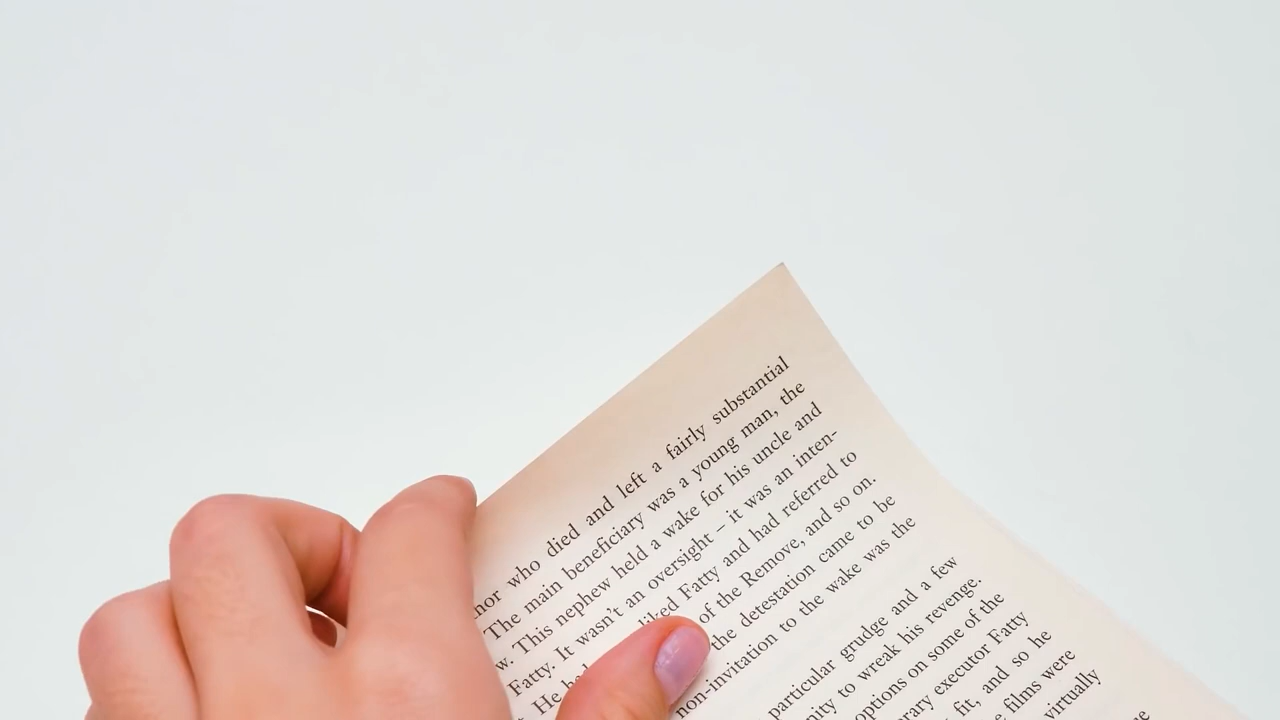 hor who died and left a fairly substantial
The main beneficiary was a young man, the
w. This nephew held a wake for his uncle and
Fatty. It wasn't an oversight – it was an inten-
He liked Fatty and had referred to
of the Remove, and so on.
the detestation came to be
non-invitation to the wake was the
particular grudge and a few
nity to wreak his revenge.
options on some of the
rary executor Fatty
fit, and so he
e films were
virtually